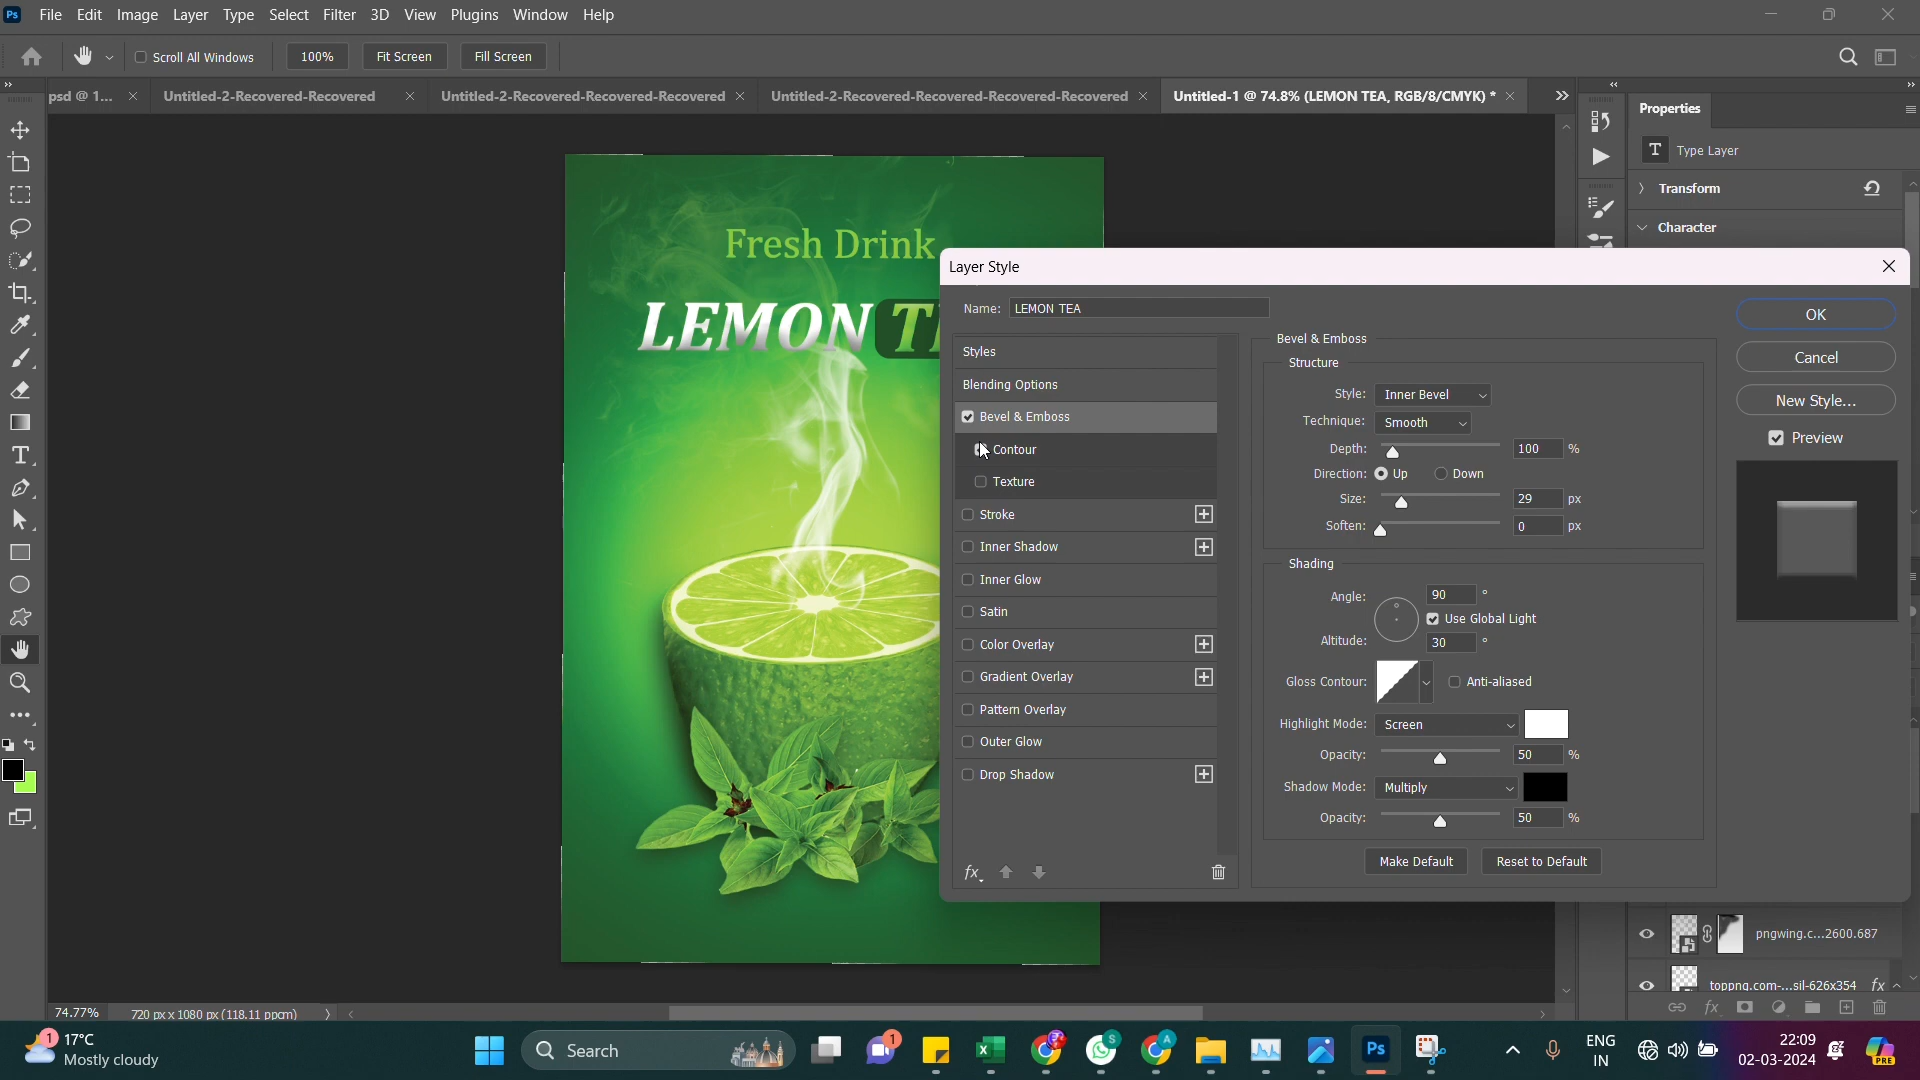 Ps File Edit Image Layer Type Select Filter 3D View Plugins Window Help
Scroll All Windows 100% Fit Screen Fill Screen
psd @ 1... Untitled-2-Recovered-Recovered Untitled-2-Recovered-Recovered-Recovered Untitled-2-Recovered-Recovered-Recovered-Recovered Untitled-1 @ 74.8% (LEMON TEA, RGB/8/CMYK) *
Properties
T Type Layer
Transform
Character
Fresh Drink
LEMON T
Layer Style
Name: LEMON TEA
Styles
Blending Options
Bevel & Emboss
Contour
Texture
Stroke
Inner Shadow
Inner Glow
Satin
Color Overlay
Gradient Overlay
Pattern Overlay
Outer Glow
Drop Shadow
fx
Bevel & Emboss
Structure
Style: Inner Bevel
Technique: Smooth
Depth: 100 %
Direction: Up Down
Size: 29 px
Soften: 0 px
Shading
Angle: 90 °
Use Global Light
Altitude: 30 °
Gloss Contour: Anti-aliased
Highlight Mode: Screen
Opacity: 50 %
Shadow Mode: Multiply
Opacity: 50 %
Make Default Reset to Default
OK
Cancel
New Style...
Preview
pngwing.c...2600.687
toppng.com-...sil-626x354 fx
fx
74.77% 720 px x 1080 px (118.11 ppcm)
1 17°C
Mostly cloudy
Search
1
S
A
Ps
ENG
IN
22:09
02-03-2024
PRE